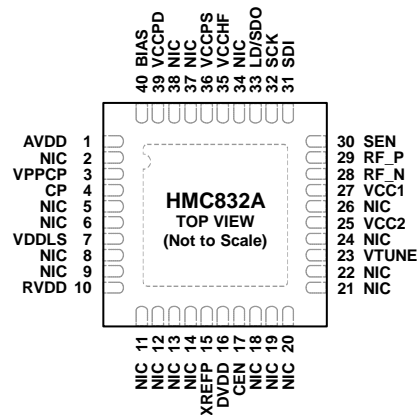 40 BIAS
39 VCCPD
38 NIC
37 NIC
36 VCCPS
35 VCCHF
34 NIC
33 LD/SDO
32 SCK
31 SDI
AVDD 1
NIC 2
VPPCP 3
CP 4
NIC 5
NIC 6
VDDLS 7
NIC 8
NIC 9
RVDD 10
HMC832A
TOP VIEW
(Not to Scale)
30 SEN
29 RF_P
28 RF_N
27 VCC1
26 NIC
25 VCC2
24 NIC
23 VTUNE
22 NIC
21 NIC
NIC 11
NIC 12
NIC 13
NIC 14
XREFP 15
DVDD 16
CEN 17
NIC 18
NIC 19
NIC 20